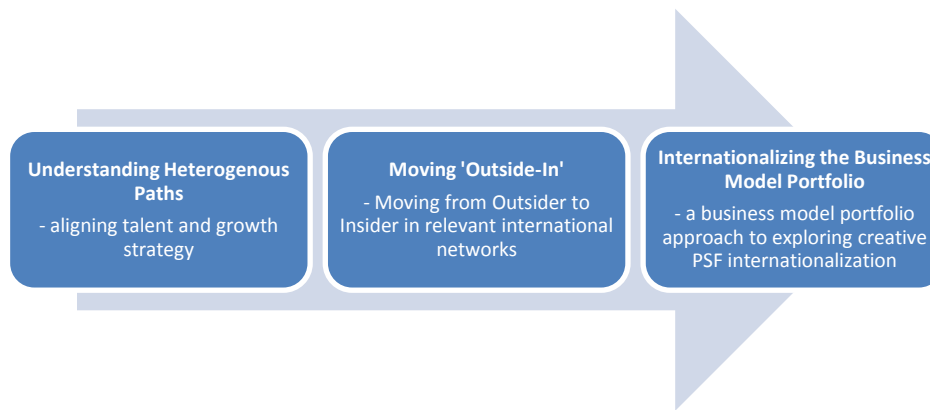 Understanding Heterogenous
Paths
- aligning talent and growth
strategy
Moving 'Outside-In'
- Moving from Outsider to
Insider in relevant international
networks
Internationalizing the Business
Model Portfolio
- a business model portfolio
approach to exploring creative
PSF internationalization